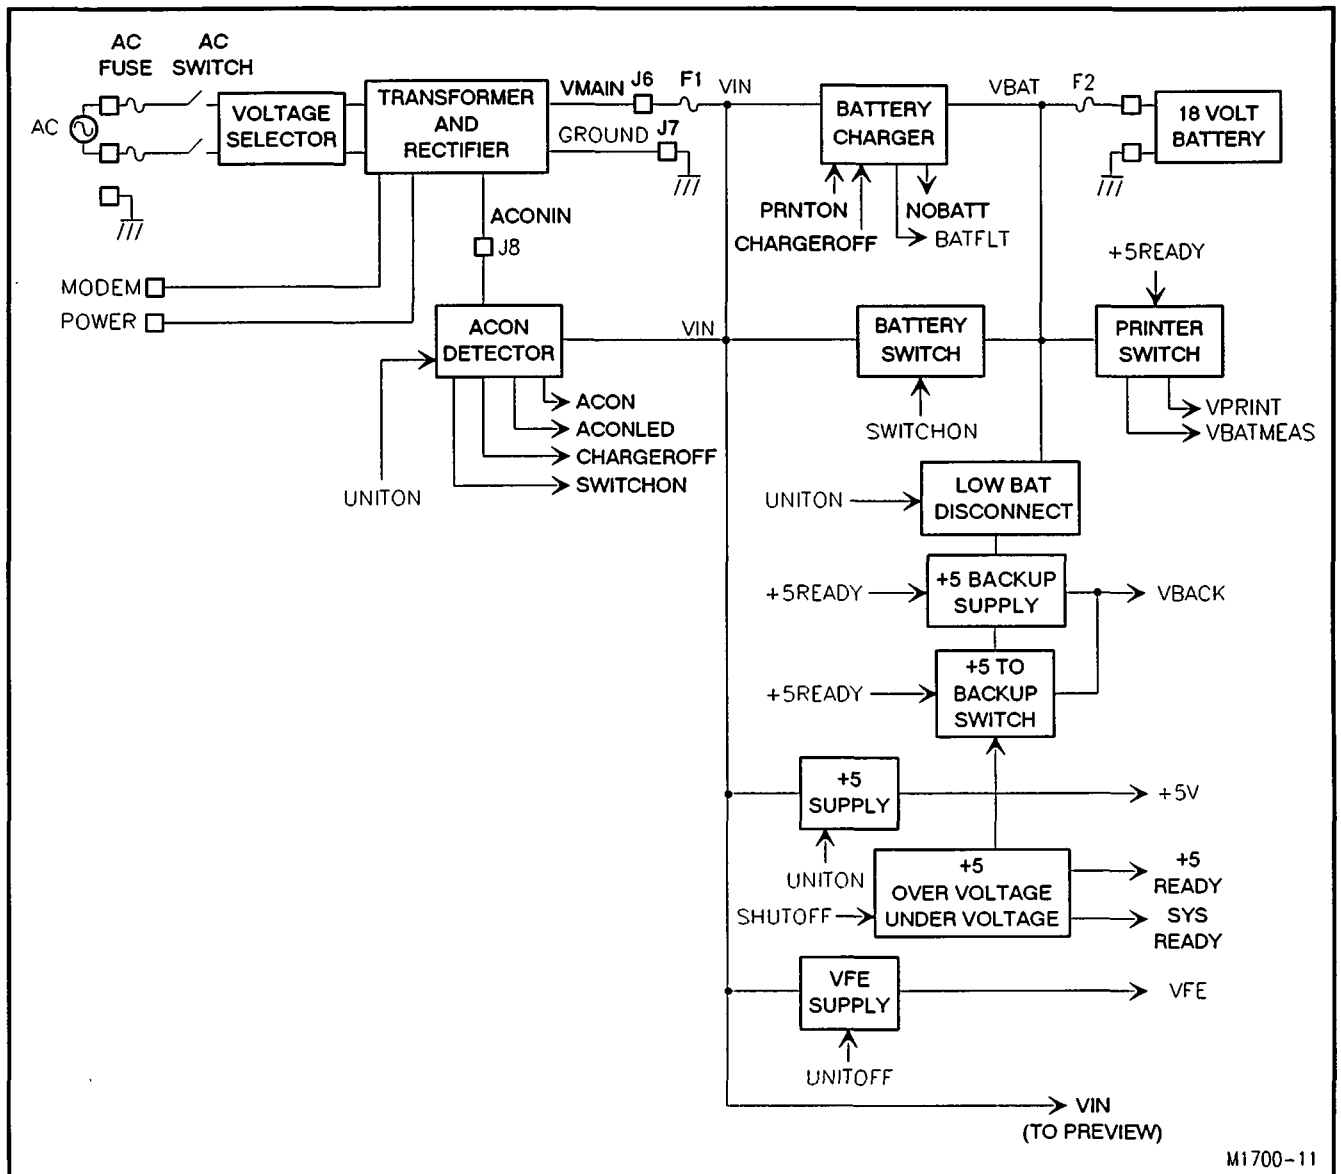 AC
FUSE
AC
SWITCH
AC
VOLTAGE
SELECTOR
TRANSFORMER
AND
RECTIFIER
VMAIN
J6
F1
VIN
GROUND
J7
BATTERY
CHARGER
VBAT
F2
18 VOLT
BATTERY
PRNTON
CHARGEROFF
NOBATT
BATFLT
ACONIN
J8
MODEM
POWER
ACON
DETECTOR
VIN
BATTERY
SWITCH
+5READY
PRINTER
SWITCH
ACON
ACONLED
CHARGEROFF
SWITCHON
UNITON
SWITCHON
VPRINT
VBATMEAS
UNITON
LOW BAT
DISCONNECT
+5READY
+5 BACKUP
SUPPLY
VBACK
+5READY
+5 TO
BACKUP
SWITCH
+5
SUPPLY
+5V
UNITON
SHUTOFF
+5
OVER VOLTAGE
UNDER VOLTAGE
+5
READY
SYS
READY
VFE
SUPPLY
VFE
UNITOFF
VIN
(TO PREVIEW)
M1700-11